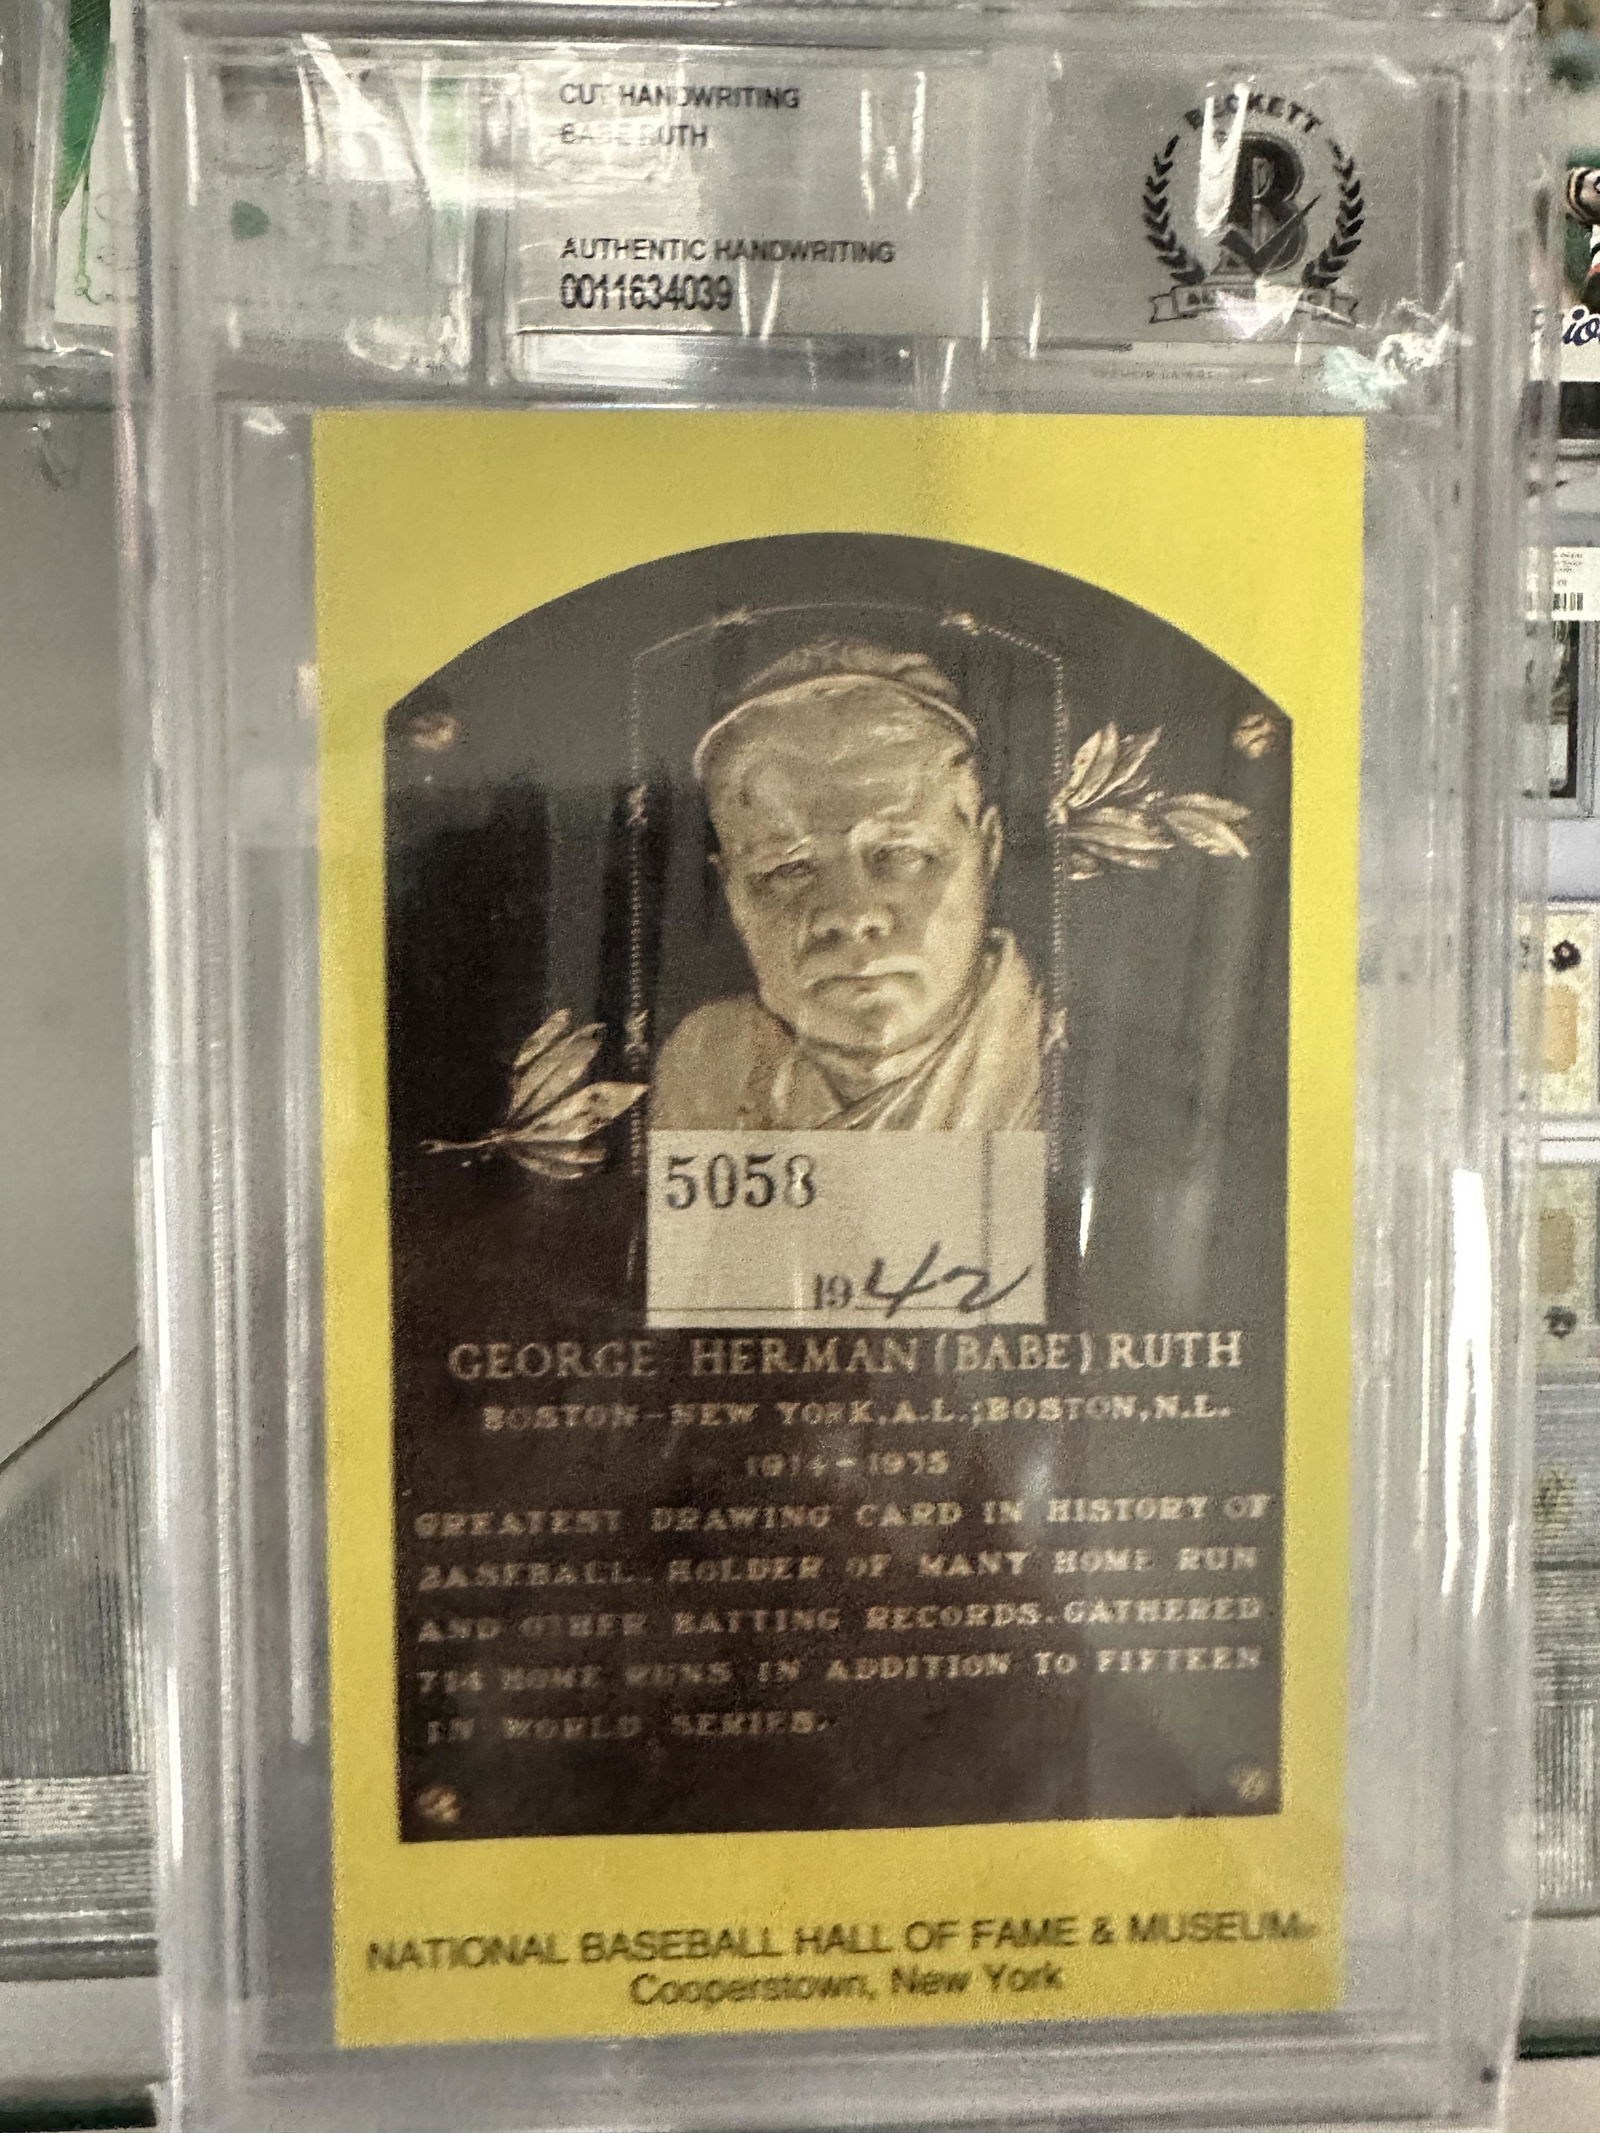 CUT HANDWRITING
BABE RUTH
AUTHENTIC HANDWRITING
0011634039
BECKETT
B
5058
1942
GEORGE HERMAN (BABE) RUTH
BOSTON-NEW YORK, A.L.; BOSTON, N.L.
1914-1935
GREATEST DRAWING CARD IN HISTORY OF
BASEBALL. HOLDER OF MANY HOME RUN
AND OTHER BATTING RECORDS. GATHERED
714 HOME RUNS IN ADDITION TO FIFTEEN
IN WORLD SERIES.
NATIONAL BASEBALL HALL OF FAME & MUSEUM
Cooperstown, New York